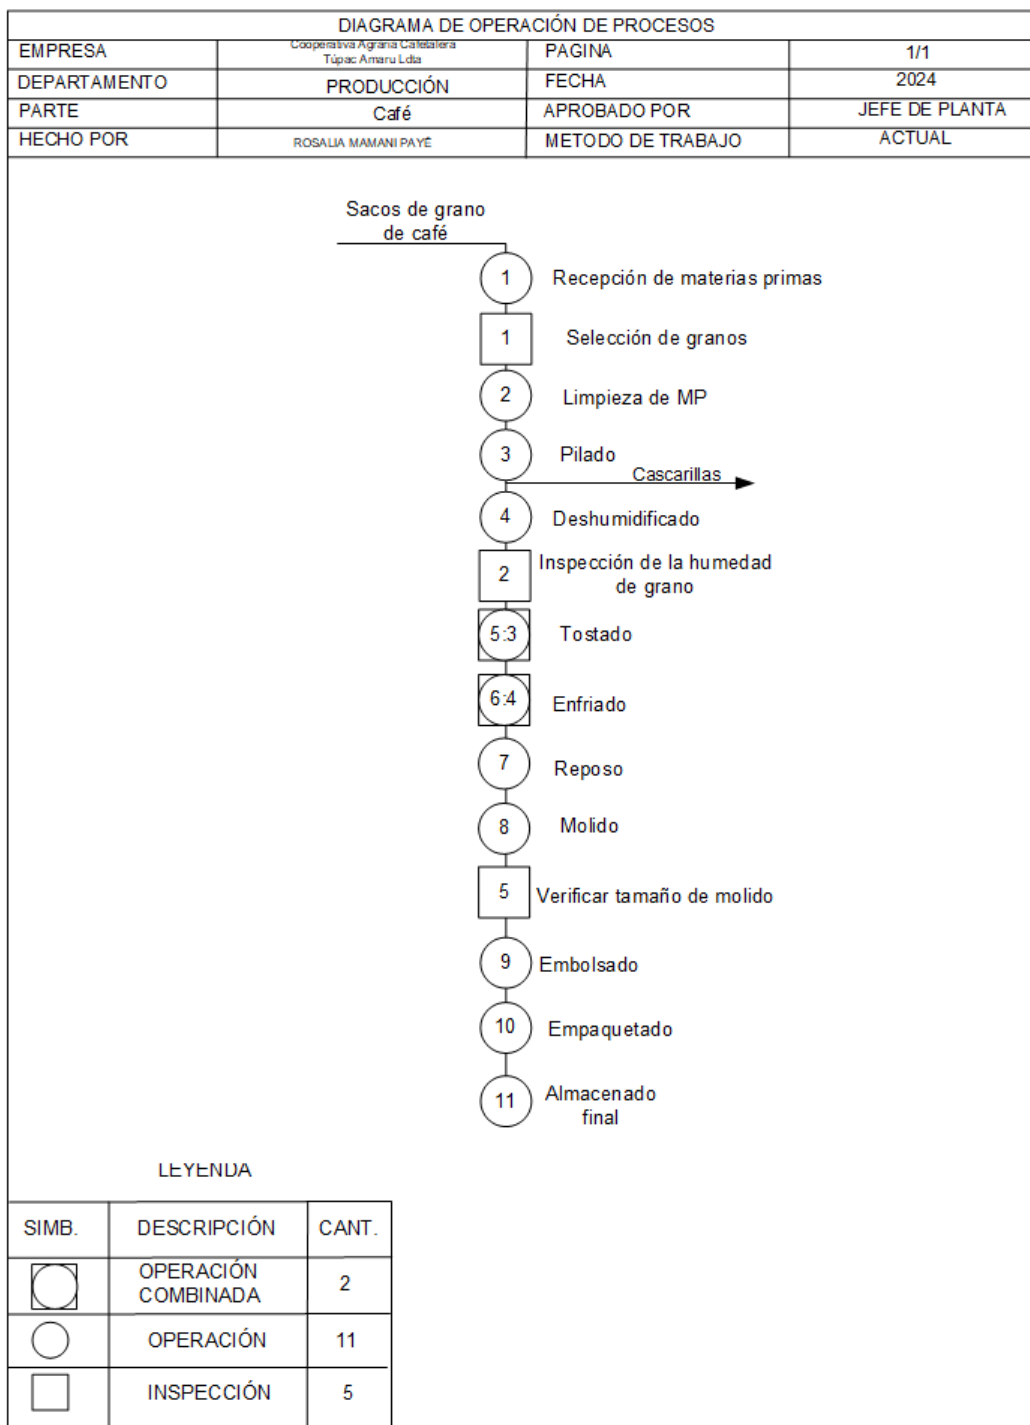 DIAGRAMA DE OPERACIÓN DE PROCESOS
EMPRESA
Cooperativa Agraria Cafetalera
Túpac Amaru Ldta
PAGINA
1/1
DEPARTAMENTO
PRODUCCIÓN
FECHA
2024
PARTE
Café
APROBADO POR
JEFE DE PLANTA
HECHO POR
ROSALIA MAMANI PAYÉ
METODO DE TRABAJO
ACTUAL
Sacos de grano
de café
1
Recepción de materias primas
1
Selección de granos
2
Limpieza de MP
3
Pilado
Cascarillas
4
Deshumidificado
2
Inspección de la humedad
de grano
5:3
Tostado
6:4
Enfriado
7
Reposo
8
Molido
5
Verificar tamaño de molido
9
Embolsado
10
Empaquetado
11
Almacenado
final
LEYENDA
SIMB.
DESCRIPCIÓN
CANT.
OPERACIÓN
COMBINADA
2
OPERACIÓN
11
INSPECCIÓN
5